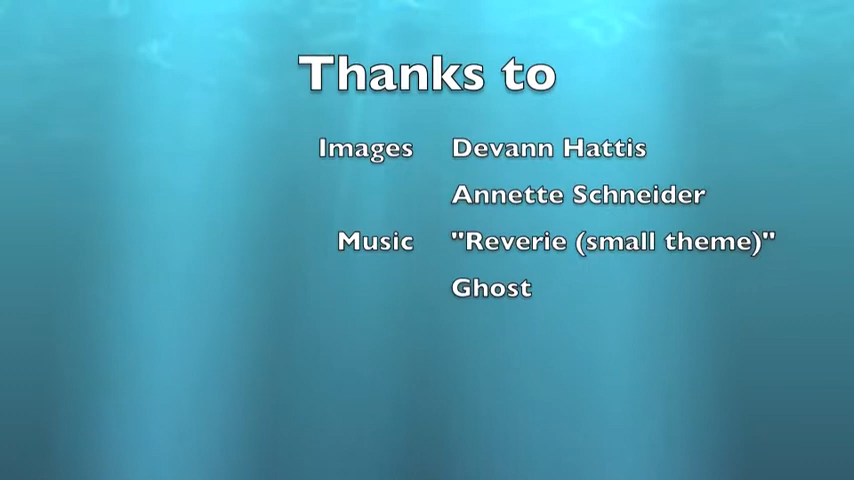 Thanks to
Images Devann Hattis
Annette Schneider
Music "Reverie (small theme)"
Ghost